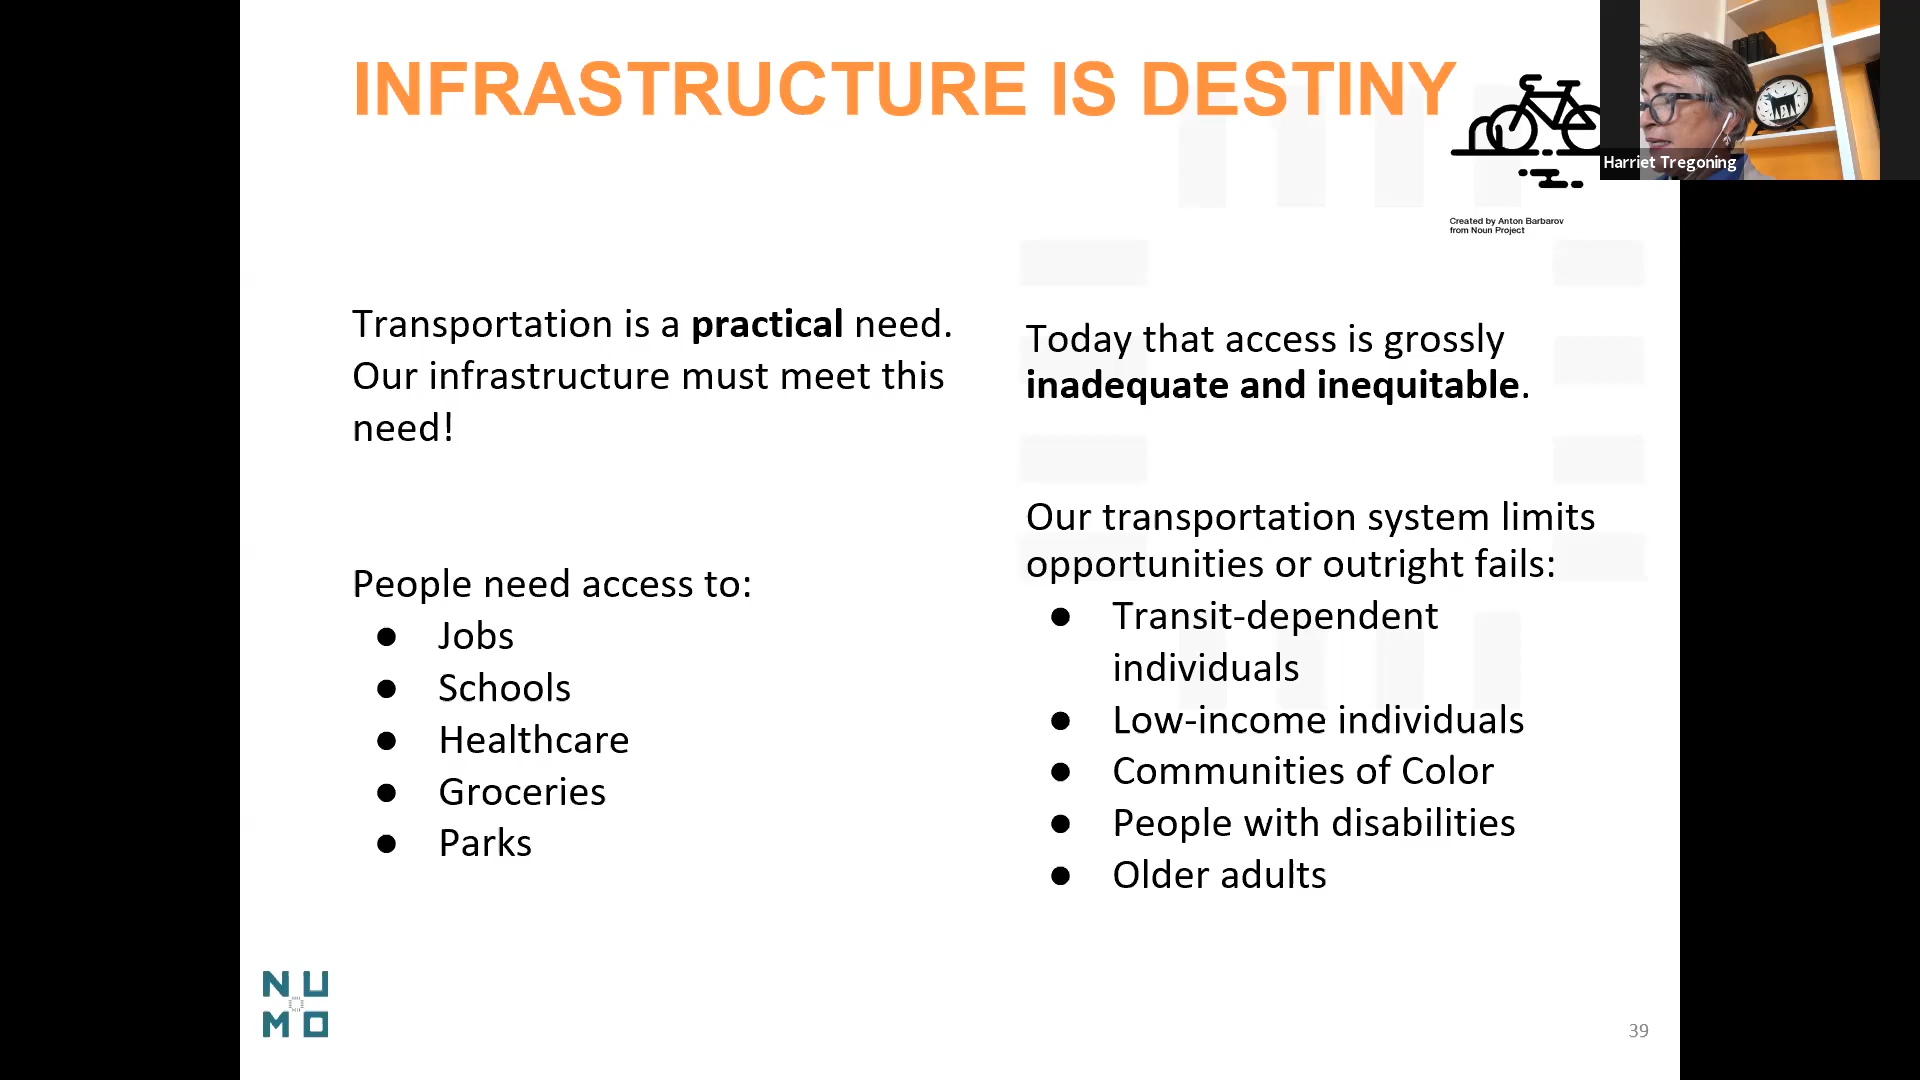 INFRASTRUCTURE IS DESTINY
Harriet Tregoning
Created by Anton Barbarov
from Noun Project
Transportation is a practical need.
Our infrastructure must meet this
need!
People need access to:
● Jobs
● Schools
● Healthcare
● Groceries
● Parks
Today that access is grossly
inadequate and inequitable.
Our transportation system limits
opportunities or outright fails:
● Transit-dependent
individuals
● Low-income individuals
● Communities of Color
● People with disabilities
● Older adults
NU
MO
39